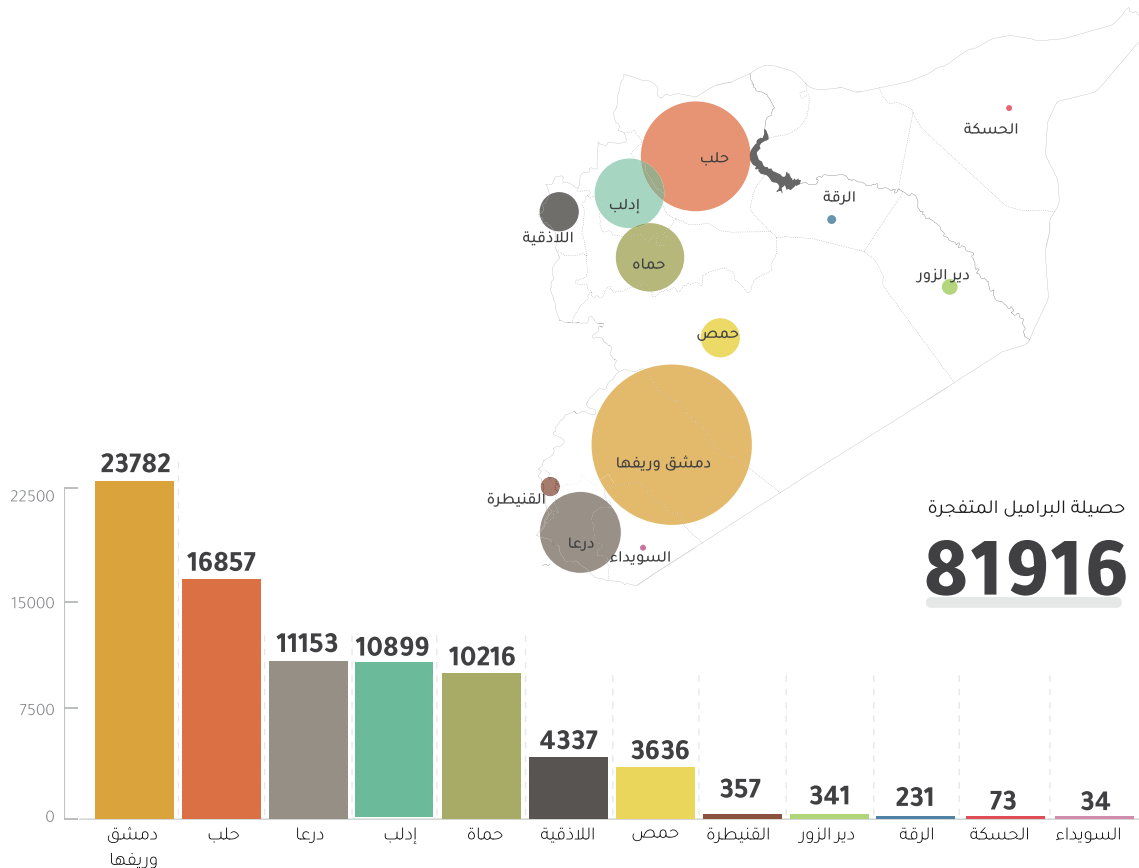 الحسكة
حلب
الرقة
إدلب
اللاذقية
حماه
دير الزور
حمص
دمشق وريفها
القنيطرة
درعا
السويداء
حصيلة البراميل المتفجرة
81916
22500
15000
7500
0
23782
16857
11153
10899
10216
4337
3636
357
341
231
73
34
دمشق
وريفها
حلب
درعا
إدلب
حماة
اللاذقية
حمص
القنيطرة
دير الزور
الرقة
الحسكة
السويداء